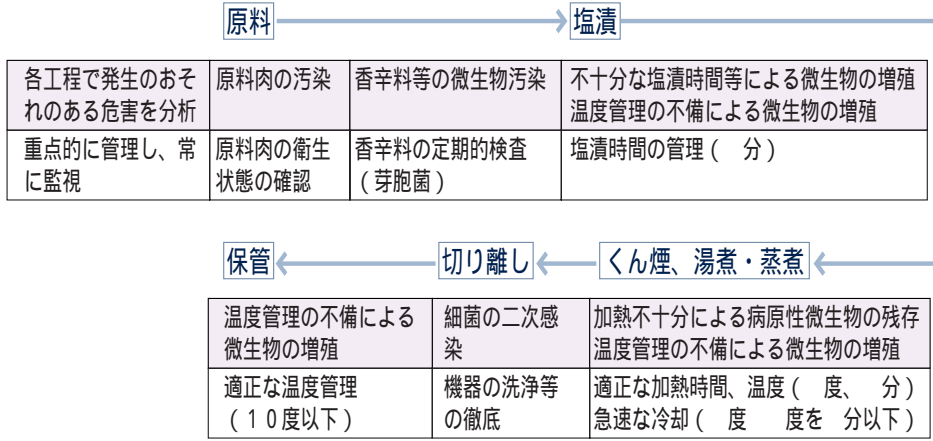 原料
塩漬
各工程で発生のおそ
れのある危害を分析
原料肉の汚染
香辛料等の微生物汚染
不十分な塩漬時間等による微生物の増殖
温度管理の不備による微生物の増殖
重点的に管理し、常
に監視
原料肉の衛生
状態の確認
香辛料の定期的検査
(芽胞菌)
塩漬時間の管理(　分)
保管
切り離し
くん煙、湯煮・蒸煮
温度管理の不備による
微生物の増殖
細菌の二次感
染
加熱不十分による病原性微生物の残存
温度管理の不備による微生物の増殖
適正な温度管理
(10度以下)
機器の洗浄等
の徹底
適正な加熱時間、温度(　度、　分)
急速な冷却(　度　　度を　分以下)